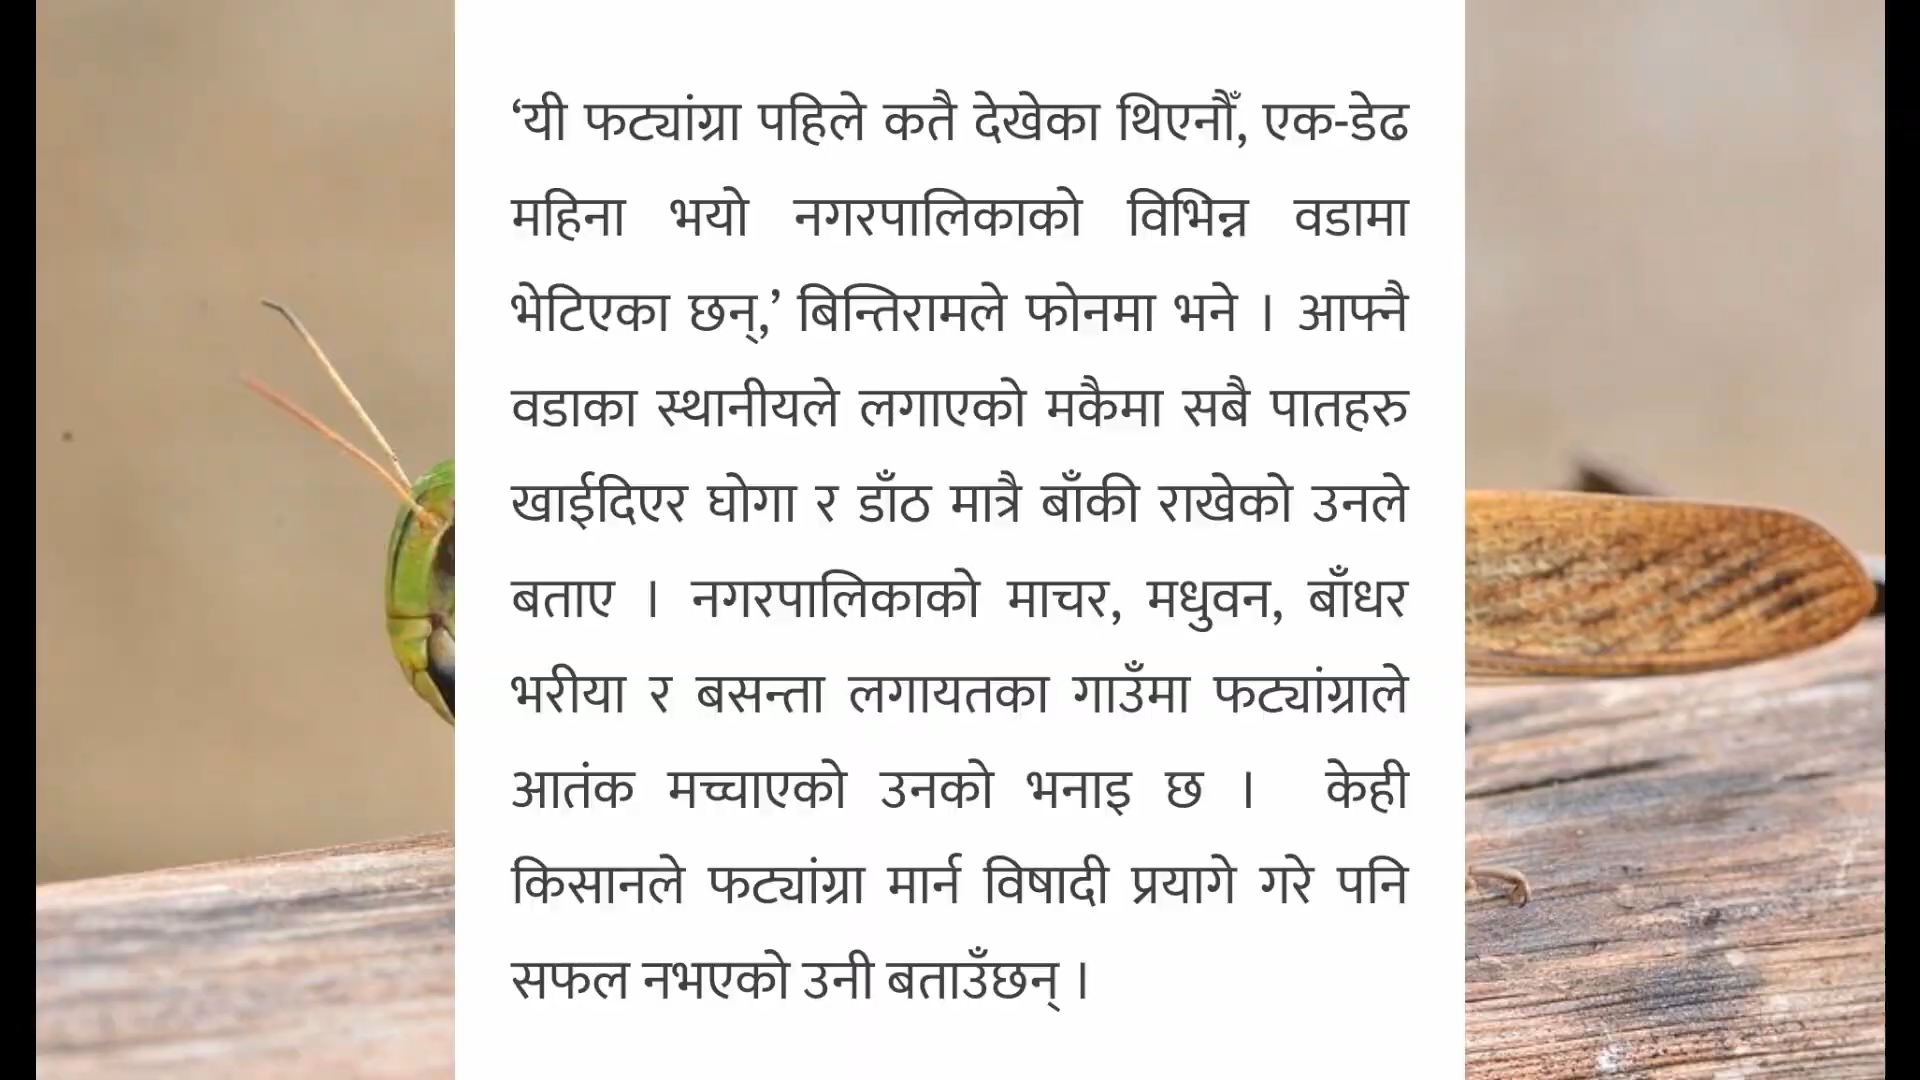 ‘यी फट्यांग्रा पहिले कतै देखेका थिएनौँ, एक-डेढ
महिना भयो नगरपालिकाको विभिन्न वडामा
भेटिएका छन्,’ बिन्तिरामले फोनमा भने । आफ्नै
वडाका स्थानीयले लगाएको मकैमा सबै पातहरु
खाईदिएर घोगा र डाँठ मात्रै बाँकी राखेको उनले
बताए । नगरपालिकाको माचर, मधुवन, बाँधर
भरीया र बसन्ता लगायतका गाउँमा फट्यांग्राले
आतंक मच्चाएको उनको भनाइ छ । केही
किसानले फट्यांग्रा मार्न विषादी प्रयागे गरे पनि
सफल नभएको उनी बताउँछन् ।